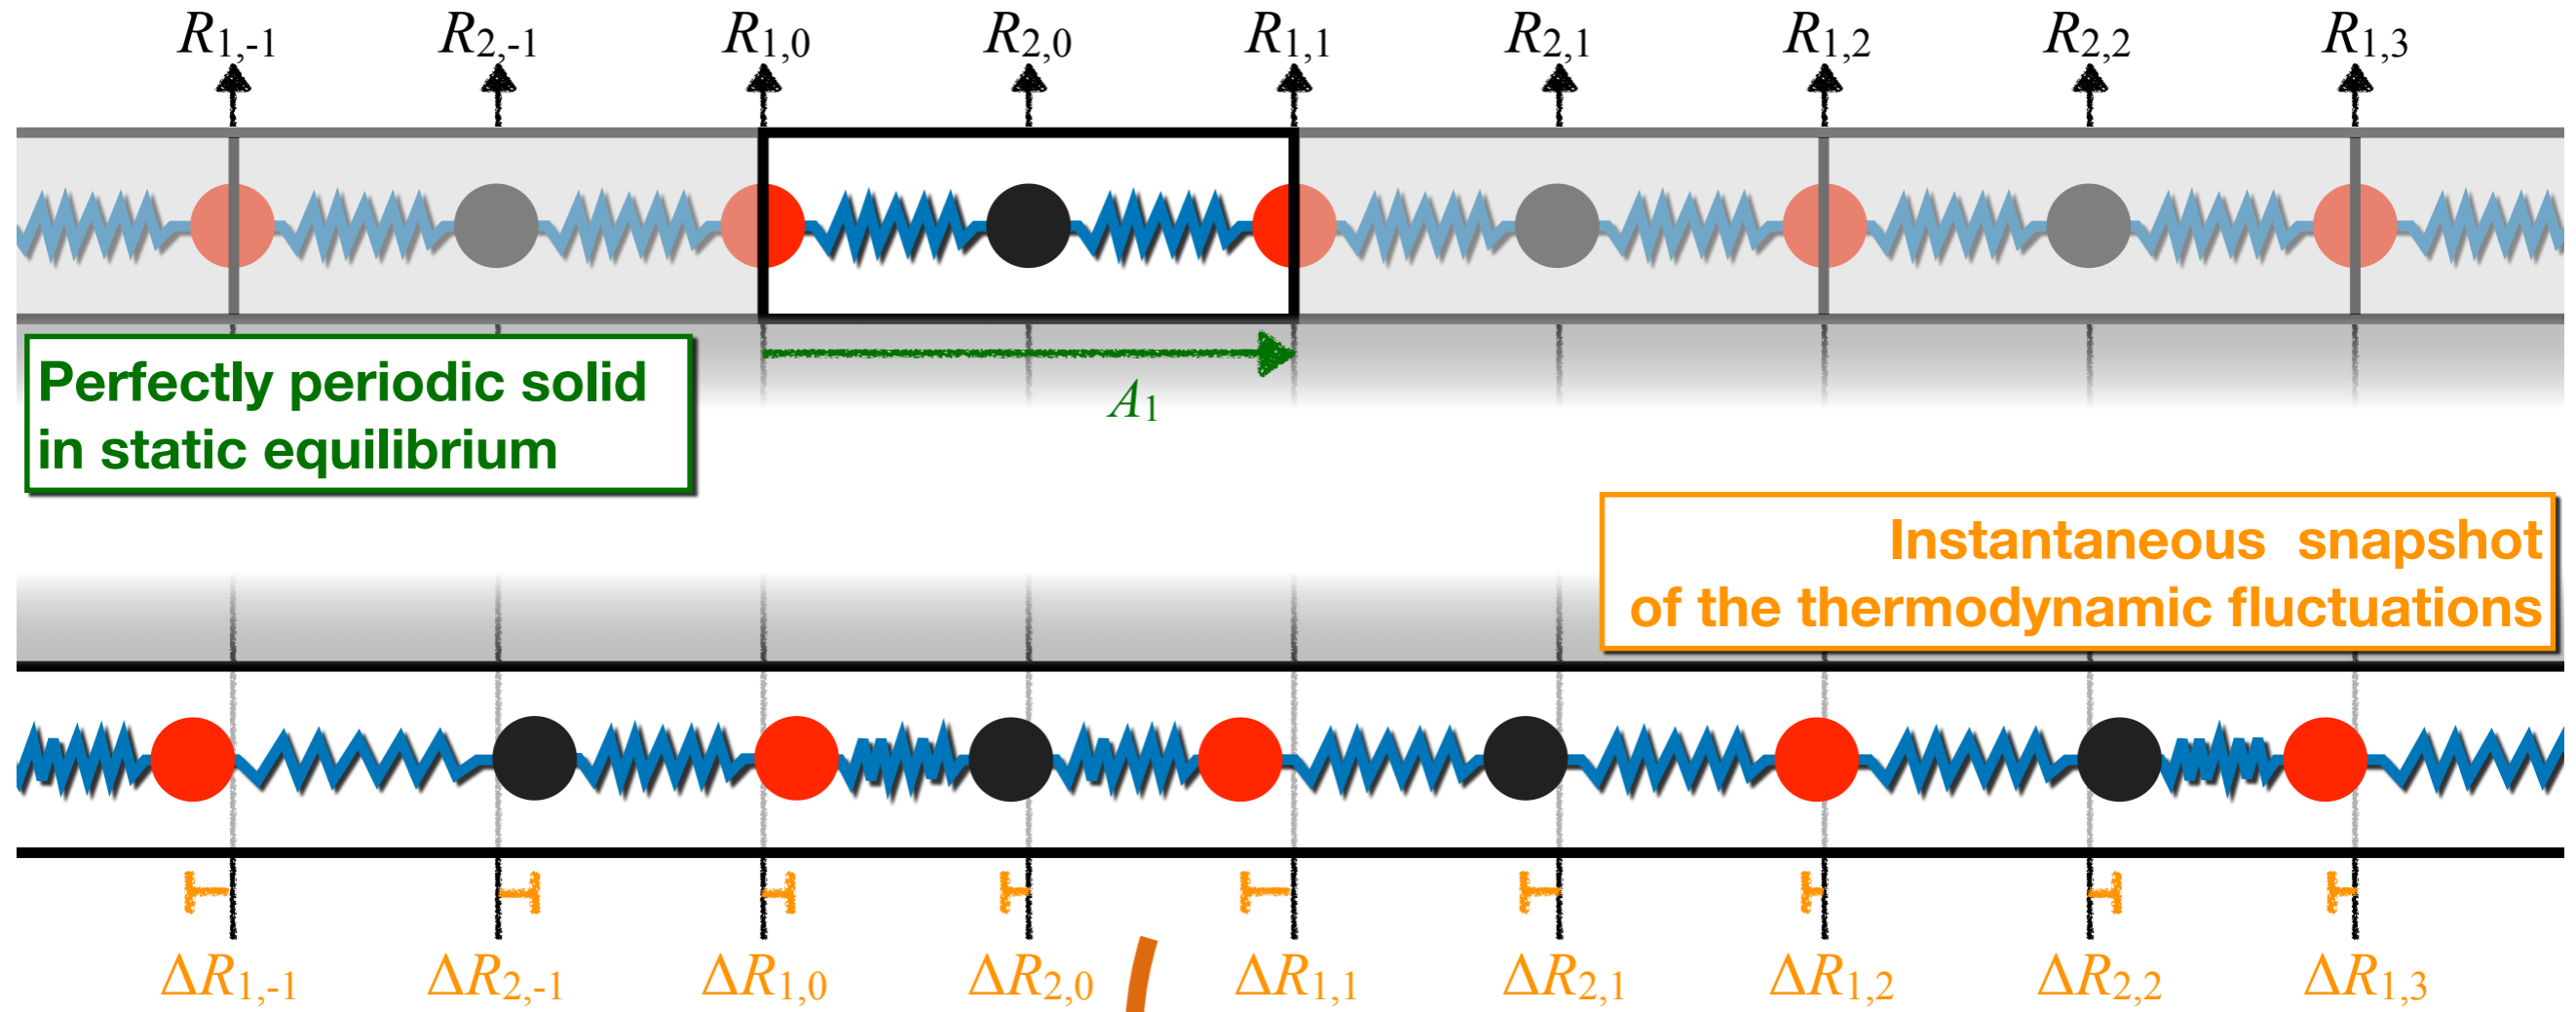 R1,-1 R2,-1 R1,0 R2,0 R1,1 R2,1 R1,2 R2,2 R1,3
Perfectly periodic solid
in static equilibrium
A1
Instantaneous snapshot
of the thermodynamic fluctuations
ΔR1,-1 ΔR2,-1 ΔR1,0 ΔR2,0 ΔR1,1 ΔR2,1 ΔR1,2 ΔR2,2 ΔR1,3